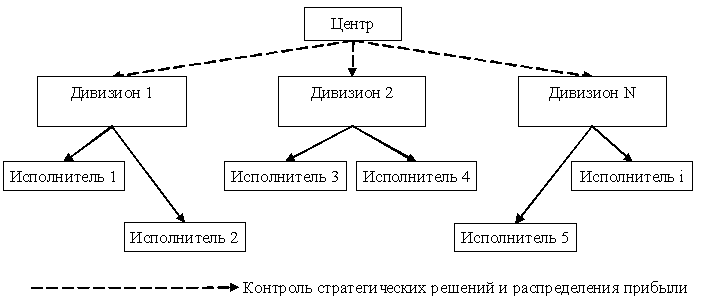 Центр
Дивизион 1
Дивизион 2
Дивизион N
Исполнитель 1
Исполнитель 3
Исполнитель 4
Исполнитель i
Исполнитель 2
Исполнитель 5
Контроль стратегических решений и распределения прибыли